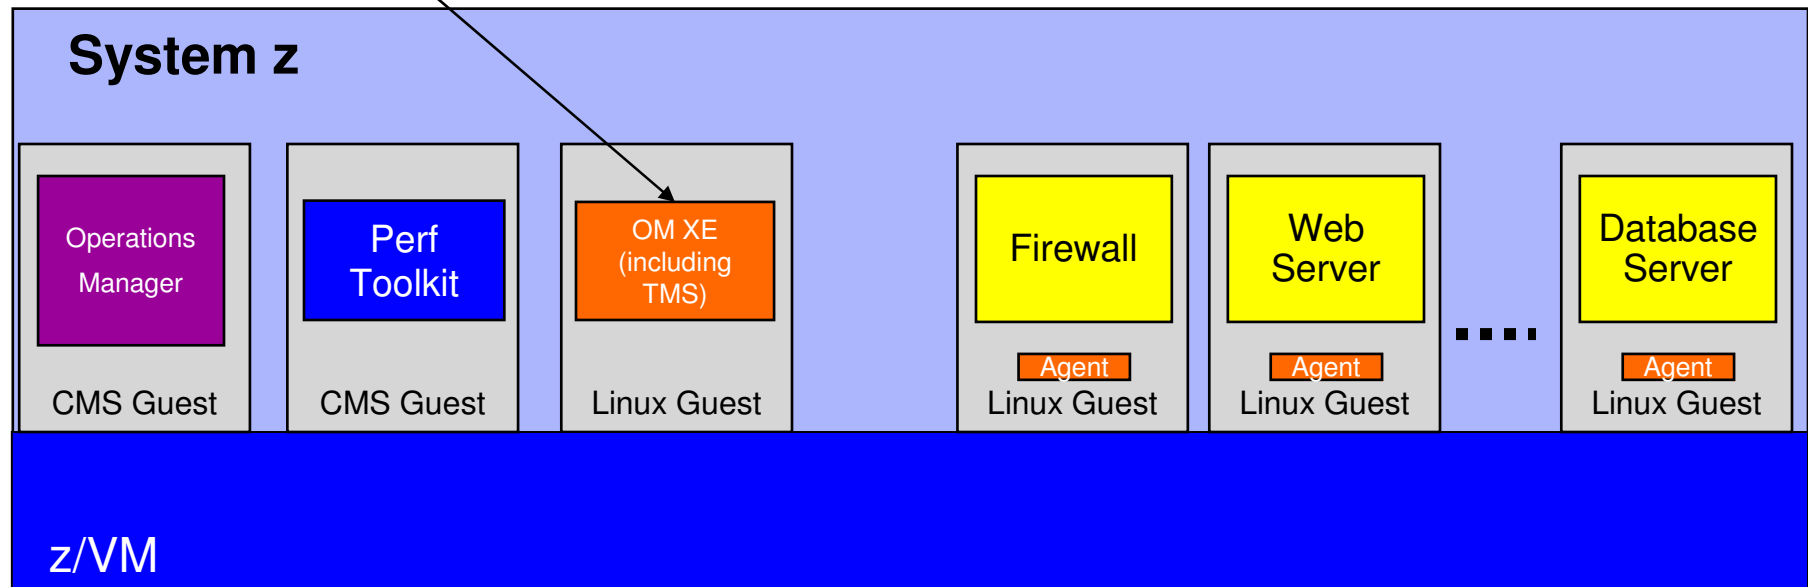 System z
Operations
Manager
CMS Guest
Perf
Toolkit
CMS Guest
OM XE
(including
TMS)
Linux Guest
Firewall
Agent
Linux Guest
Web
Server
Agent
Linux Guest
Database
Server
Agent
Linux Guest
z/VM